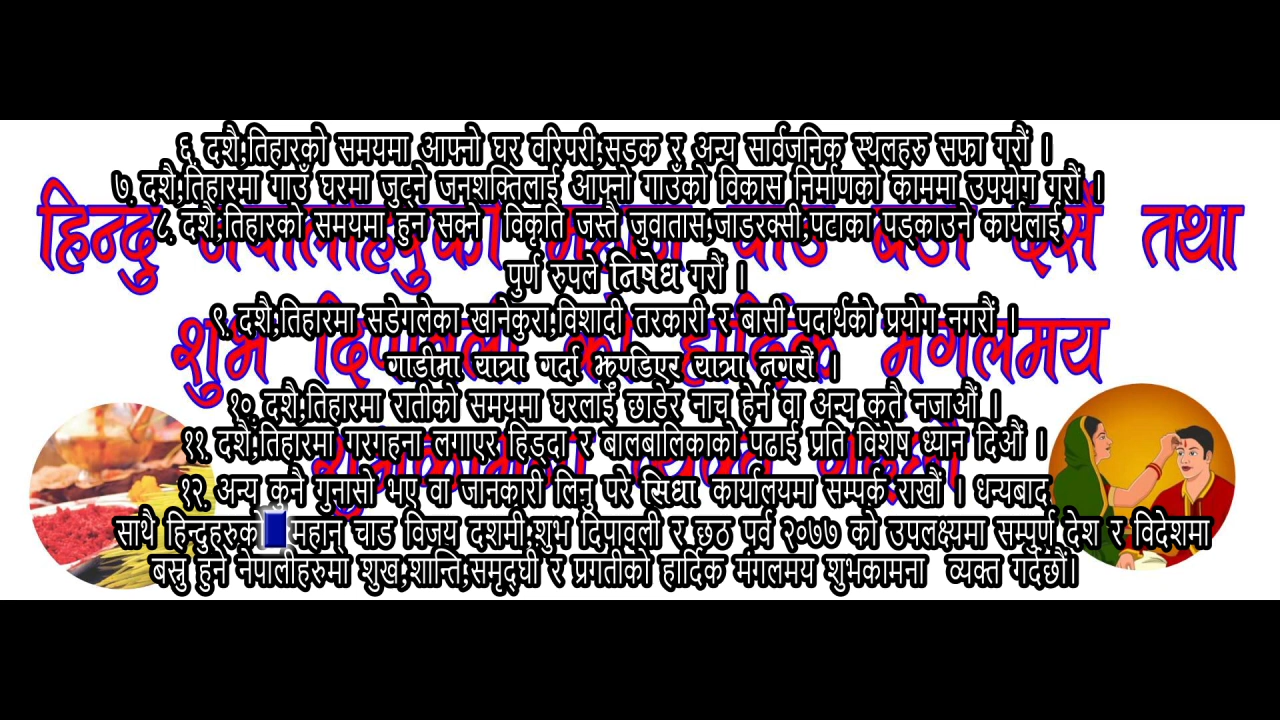 ६. दशै,तिहारको समयमा आफ्नो घर वरिपरी,सडक र अन्य सार्वजनिक स्थलहरु सफा गरौं ।
७. दशै,तिहारमा गाउँ घरमा जुट्ने जनशक्तिलाई आफ्नो गाउँको विकास निर्माणको काममा उपयोग गरौं ।
८. दशै,तिहारको समयमा हुन सक्ने विकृति जस्तै जुवातास,जाडरक्सी,पटाका पड्काउने कार्यलाई
पुर्ण रुपले निषेध गरौं ।
९. दशै,तिहारमा सडेगलेका खानेकुरा,विशादी तरकारी र बासी पदार्थको प्रयोग नगरौं ।
गाडीमा यात्रा गर्दा झुण्डिएर यात्रा नगरौ ।
१०. दशै,तिहारमा रातीको समयमा घरलाई छाडेर नाच हेर्न वा अन्य कतै नजाऔं ।
११. दशै,तिहारमा गरगहना लगाएर हिड्दा र बालबालिकाको पढाई प्रति विशेष ध्यान दिऔं ।
१२. अन्य कुनै गुनासो भए वा जानकारी लिनु परे सिधा कार्यालयमा सम्पर्क राखौं । धन्यबाद
साथै हिन्दुहरुको महान् चाड विजय दशमी,शुभ दिपावली र छठ पर्व २०७७ को उपलक्ष्यमा सम्पुर्ण देश र विदेशमा
बस्नु हुने नेपालीहरुमा शुख,शान्ति,समृद्घी र प्रगतीको हार्दिक मंगलमय शुभकामना व्यक्त गर्दछौं।
हिन्दु तथा
शुभ मंगलमय